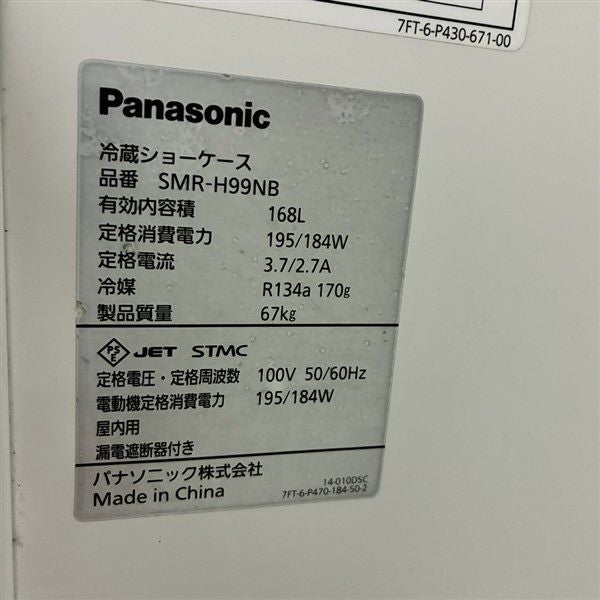 7FT-6-P430-671-00
Panasonic
冷蔵ショーケース
品番 SMR-H99NB
有効内容積 168L
定格消費電力 195/184W
定格電流 3.7/2.7A
冷媒 R134a 170g
製品質量 67kg
PS E JET STMC
定格電圧・定格周波数 100V 50/60Hz
電動機定格消費電力 195/184W
屋内用
漏電遮断器付き
パナソニック株式会社 14-010DSC
Made in China 7FT-6-P470-184-50-2